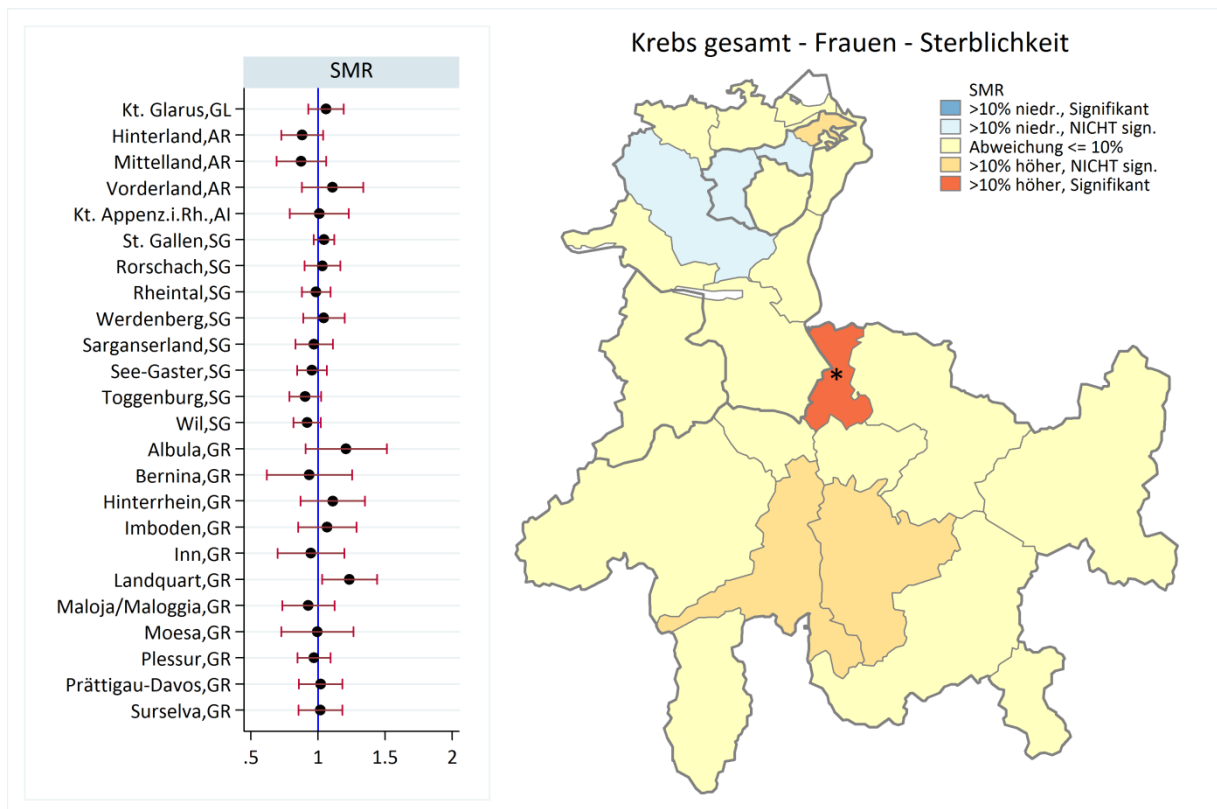 Krebs gesamt - Frauen - Sterblichkeit
SMR
Kt. Glarus,GL
Hinterland,AR
Mittelland,AR
Vorderland,AR
Kt. Appenz.i.Rh.,AI
St. Gallen,SG
Rorschach,SG
Rheintal,SG
Werdenberg,SG
Sarganserland,SG
See-Gaster,SG
Toggenburg,SG
Wil,SG
Albula,GR
Bernina,GR
Hinterrhein,GR
Imboden,GR
Inn,GR
Landquart,GR
Maloja/Maloggia,GR
Moesa,GR
Plessur,GR
Prättigau-Davos,GR
Surselva,GR
.5 1 1.5 2
SMR
>10% niedr., Signifikant
>10% niedr., NICHT sign.
Abweichung <= 10%
>10% höher, NICHT sign.
>10% höher, Signifikant
*